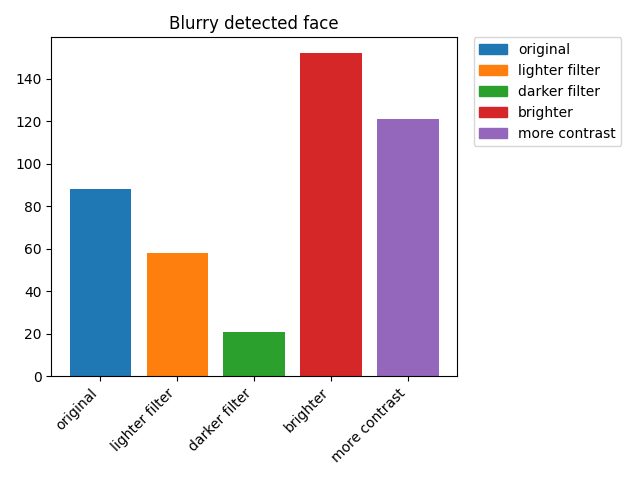 Blurry detected face
original
lighter filter
darker filter
brighter
more contrast
140
120
100
80
60
40
20
0
original
lighter filter
darker filter
brighter
more contrast